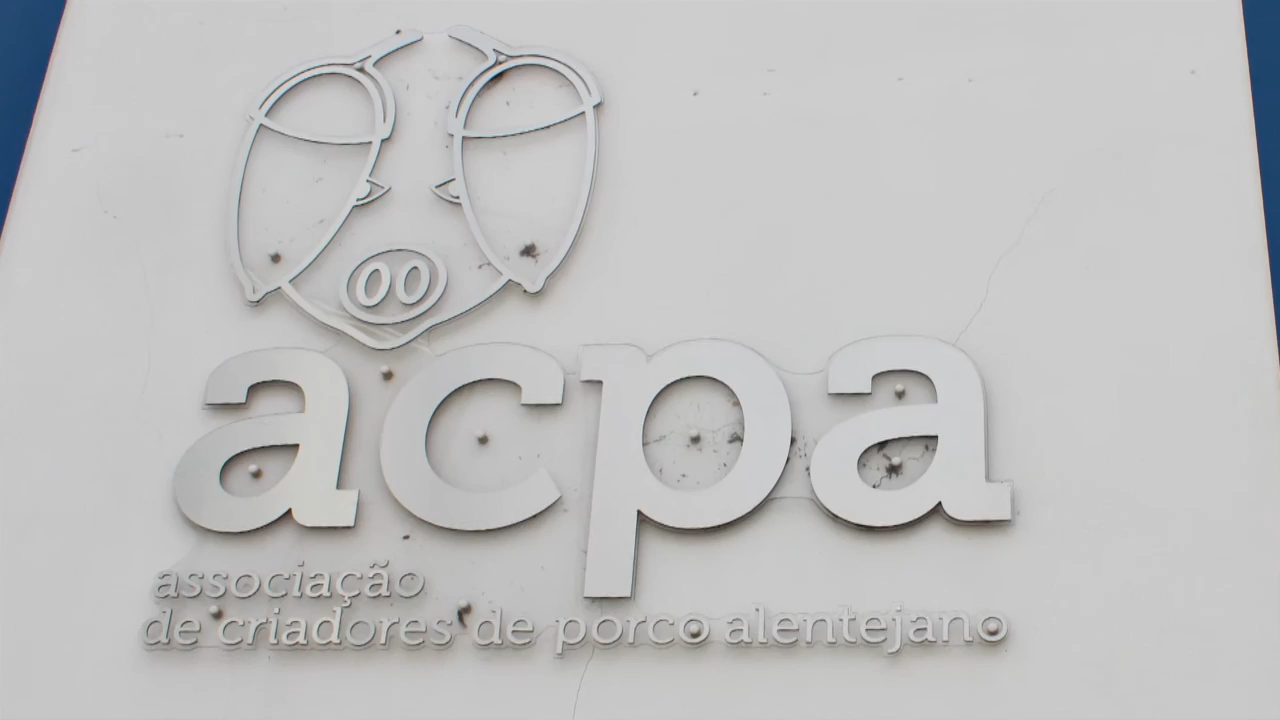 acpa
associação
de criadores de porco alentejano